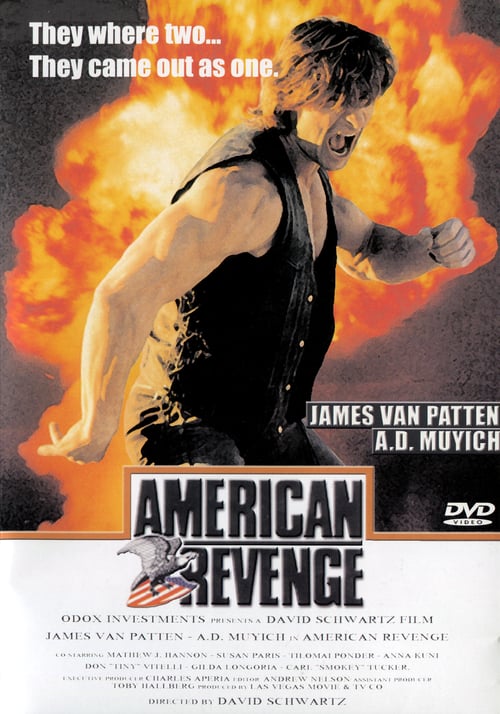 They where two...
They came out as one.
JAMES VAN PATTEN
A.D. MUYICH
DVD
VIDEO
AMERICAN
REVENGE
ODOX INVESTMENTS PRESENTS A DAVID SCHWARTZ FILM
JAMES VAN PATTEN - A.D. MUYICH IN AMERICAN REVENGE
CO-STARRING MATHEW J. HANNON - SUSAN PARIS - TILOMAI PONDER - ANNA KUNI
DON "TINY" VITELLI - GILDA LONGORIA - CARL "SMOKEY" TUCKER.
EXECUTIVE PRODUCER CHARLES APERIA EDITOR ANDREW NELSON ASSISTANT PRODUCER
TOBY HALLBERG PRODUCED BY LAS VEGAS MOVIE & TV CO
DIRECTED BY DAVID SCHWARTZ